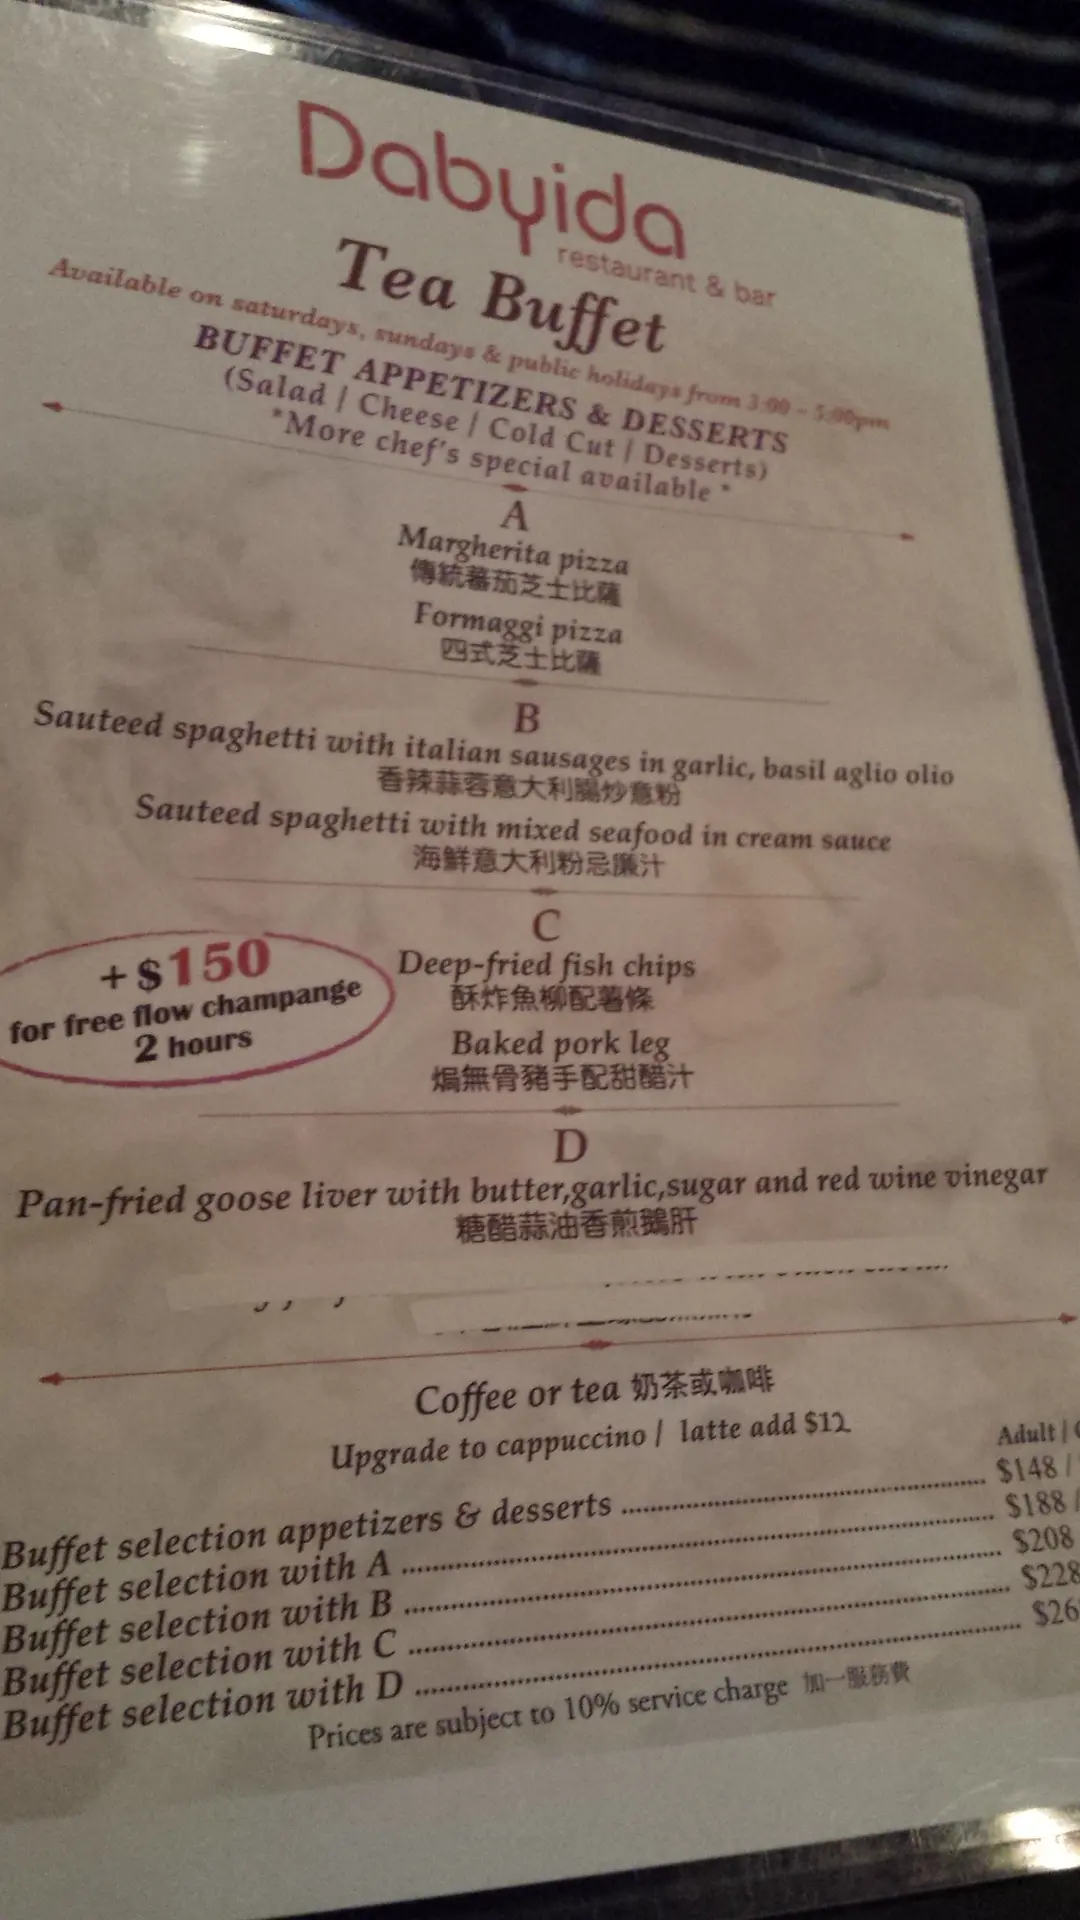 Dabyida
restaurant & bar
Tea Buffet
Available on saturdays, sundays & public holidays from 3:00 - 5:00pm
BUFFET APPETIZERS & DESSERTS
(Salad / Cheese / Cold Cut / Desserts)
*More chef's special available *
A
Margherita pizza
傳統蕃茄芝士比薩
Formaggi pizza
四式芝士比薩
B
Sauteed spaghetti with italian sausages in garlic, basil aglio olio
香辣蒜蓉意大利腸炒意粉
Sauteed spaghetti with mixed seafood in cream sauce
海鮮意大利粉忌廉汁
C
+$150
for free flow champange
2 hours
Deep-fried fish chips
酥炸魚柳配薯條
Baked pork leg
焗無骨豬手配甜醋汁
D
Pan-fried goose liver with butter,garlic,sugar and red wine vinegar
糖醋蒜油香煎鵝肝
Coffee or tea 奶茶或咖啡
Upgrade to cappuccino / latte add $12
Adult /
Buffet selection appetizers & desserts ........ $148 /
Buffet selection with A ........ $188 /
Buffet selection with B ........ $208
Buffet selection with C ........ $228
Buffet selection with D ........ $26
Prices are subject to 10% service charge 加一服務費